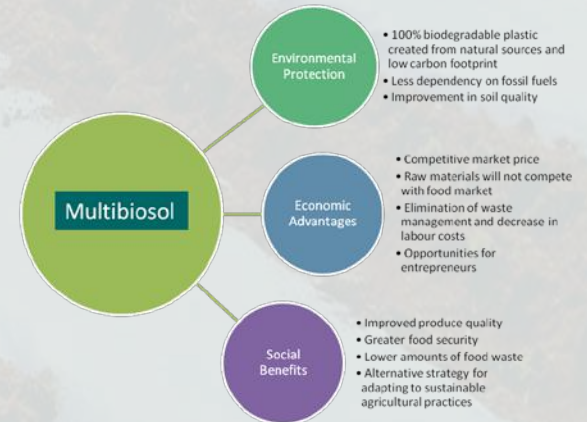 Multibiosol
Environmental
Protection
• 100% biodegradable plastic
created from natural sources and
low carbon footprint
• Less dependency on fossil fuels
• Improvement in soil quality
Economic
Advantages
• Competitive market price
• Raw materials will not compete
with food market
• Elimination of waste
management and decrease in
labour costs
• Opportunities for
entrepreneurs
Social
Benefits
• Improved produce quality
• Greater food security
• Lower amounts of food waste
• Alternative strategy for
adapting to sustainable
agricultural practices